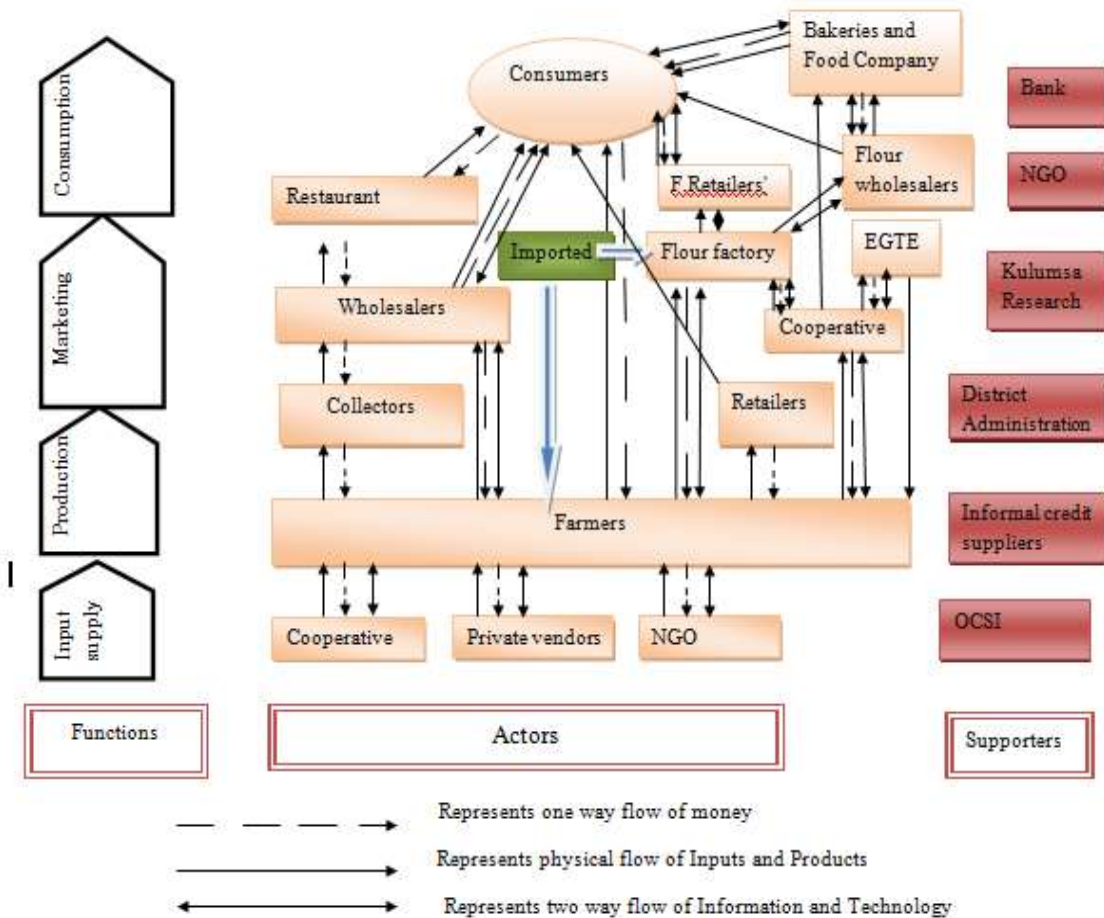 Consumption
Marketing
Production
Input
supply
Consumers
Bakeries and
Food Company
Restaurant
F.Retailers'
Flour
wholesalers
Imported
Flour factory
EGTE
Wholesalers
Cooperative
Collectors
Retailers
Farmers
Cooperative
Private vendors
NGO
Bank
NGO
Kulumsa
Research
District
Administration
Informal credit
suppliers
OCSI
Functions
Actors
Supporters
Represents one way flow of money
Represents physical flow of Inputs and Products
Represents two way flow of Information and Technology